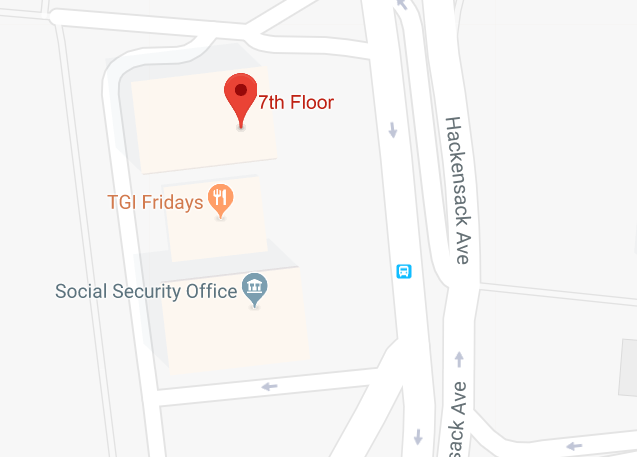 7th Floor
Hackensack Ave
TGI Fridays
Social Security Office
sack Ave